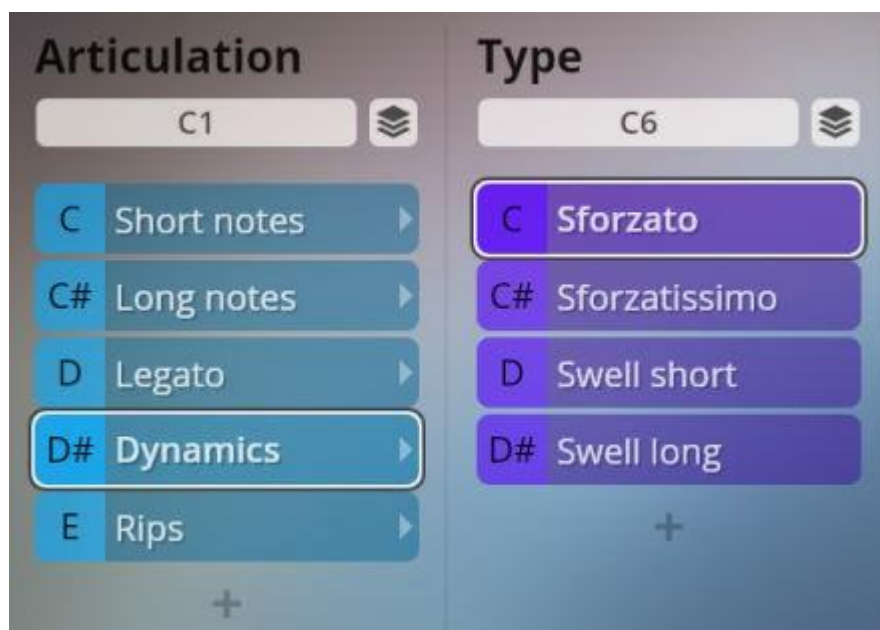 Articulation
C1
C Short notes
C# Long notes
D Legato
D# Dynamics
E Rips
+
Type
C6
C Sforzato
C# Sforzatissimo
D Swell short
D# Swell long
+